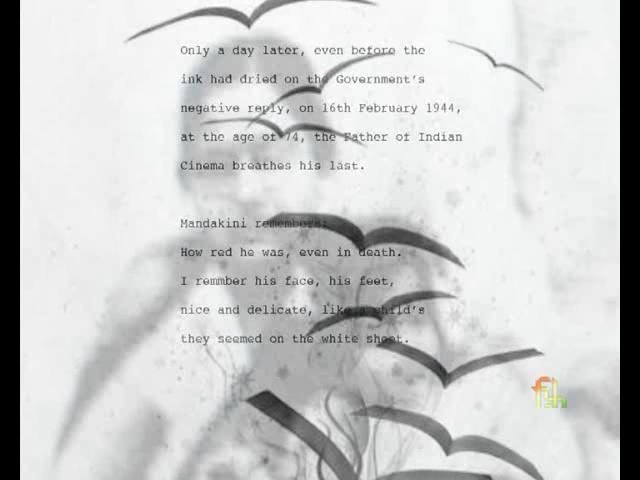 Only a day later, even before the
ink had dried on the Government's
negative reply, on 16th February 1944,
at the age of 74, the Father of Indian
Cinema breathes his last.
Mandakini remembers:
How red he was, even in death.
I remmber his face, his feet,
nice and delicate, like a child's
they seemed on the white sheet.